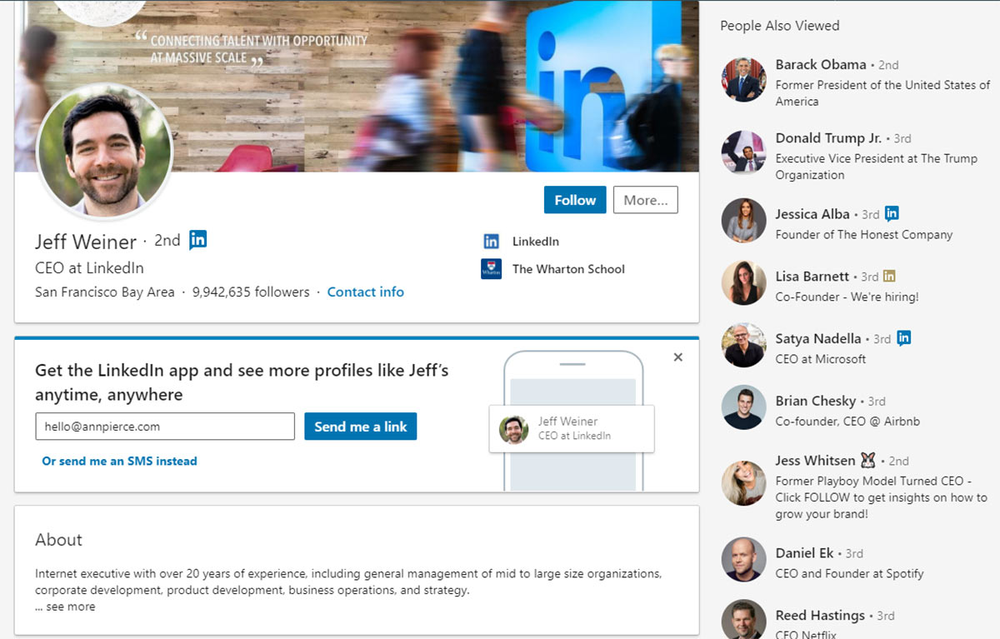 “ CONNECTING TALENT WITH OPPORTUNITY
AT MASSIVE SCALE ”
in
Follow
More...
Jeff Weiner · 2nd in
CEO at LinkedIn
San Francisco Bay Area · 9,942,635 followers · Contact info
in LinkedIn
Wharton The Wharton School
Get the LinkedIn app and see more profiles like Jeff’s
anytime, anywhere
hello@annpierce.com
Send me a link
Or send me an SMS instead
Jeff Weiner
CEO at LinkedIn
About
Internet executive with over 20 years of experience, including general management of mid to large size organizations,
corporate development, product development, business operations, and strategy.
... see more
People Also Viewed
Barack Obama • 2nd
Former President of the United States of
America
Donald Trump Jr. • 3rd
Executive Vice President at The Trump
Organization
Jessica Alba • 3rd in
Founder of The Honest Company
Lisa Barnett • 3rd in
Co-Founder - We're hiring!
Satya Nadella • 3rd in
CEO at Microsoft
Brian Chesky • 3rd
Co-founder, CEO @ Airbnb
Jess Whitsen 🐰 • 2nd
Former Playboy Model Turned CEO -
Click FOLLOW to get insights on how to
grow your brand!
Daniel Ek • 3rd
CEO and Founder at Spotify
Reed Hastings • 3rd
CEO Netflix